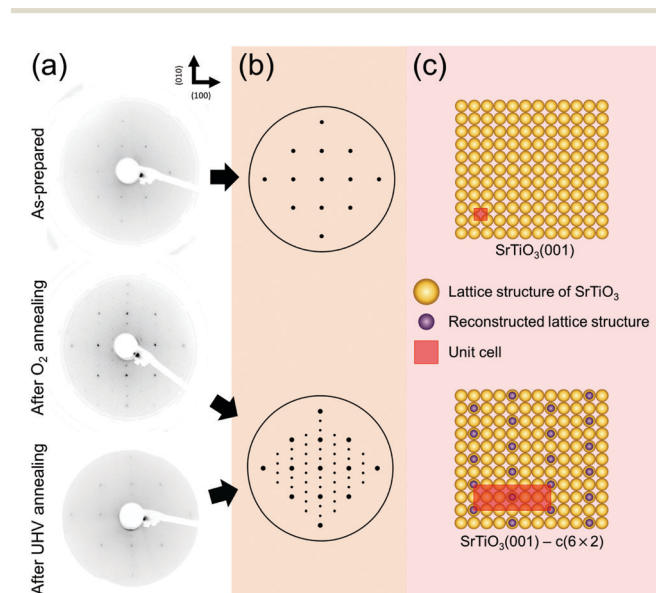 (a)
(010)
(100)
(b)
(c)
As-prepared
After O₂ annealing
After UHV annealing
SrTiO₃(001)
Lattice structure of SrTiO₃
Reconstructed lattice structure
Unit cell
SrTiO₃(001) – c(6 × 2)